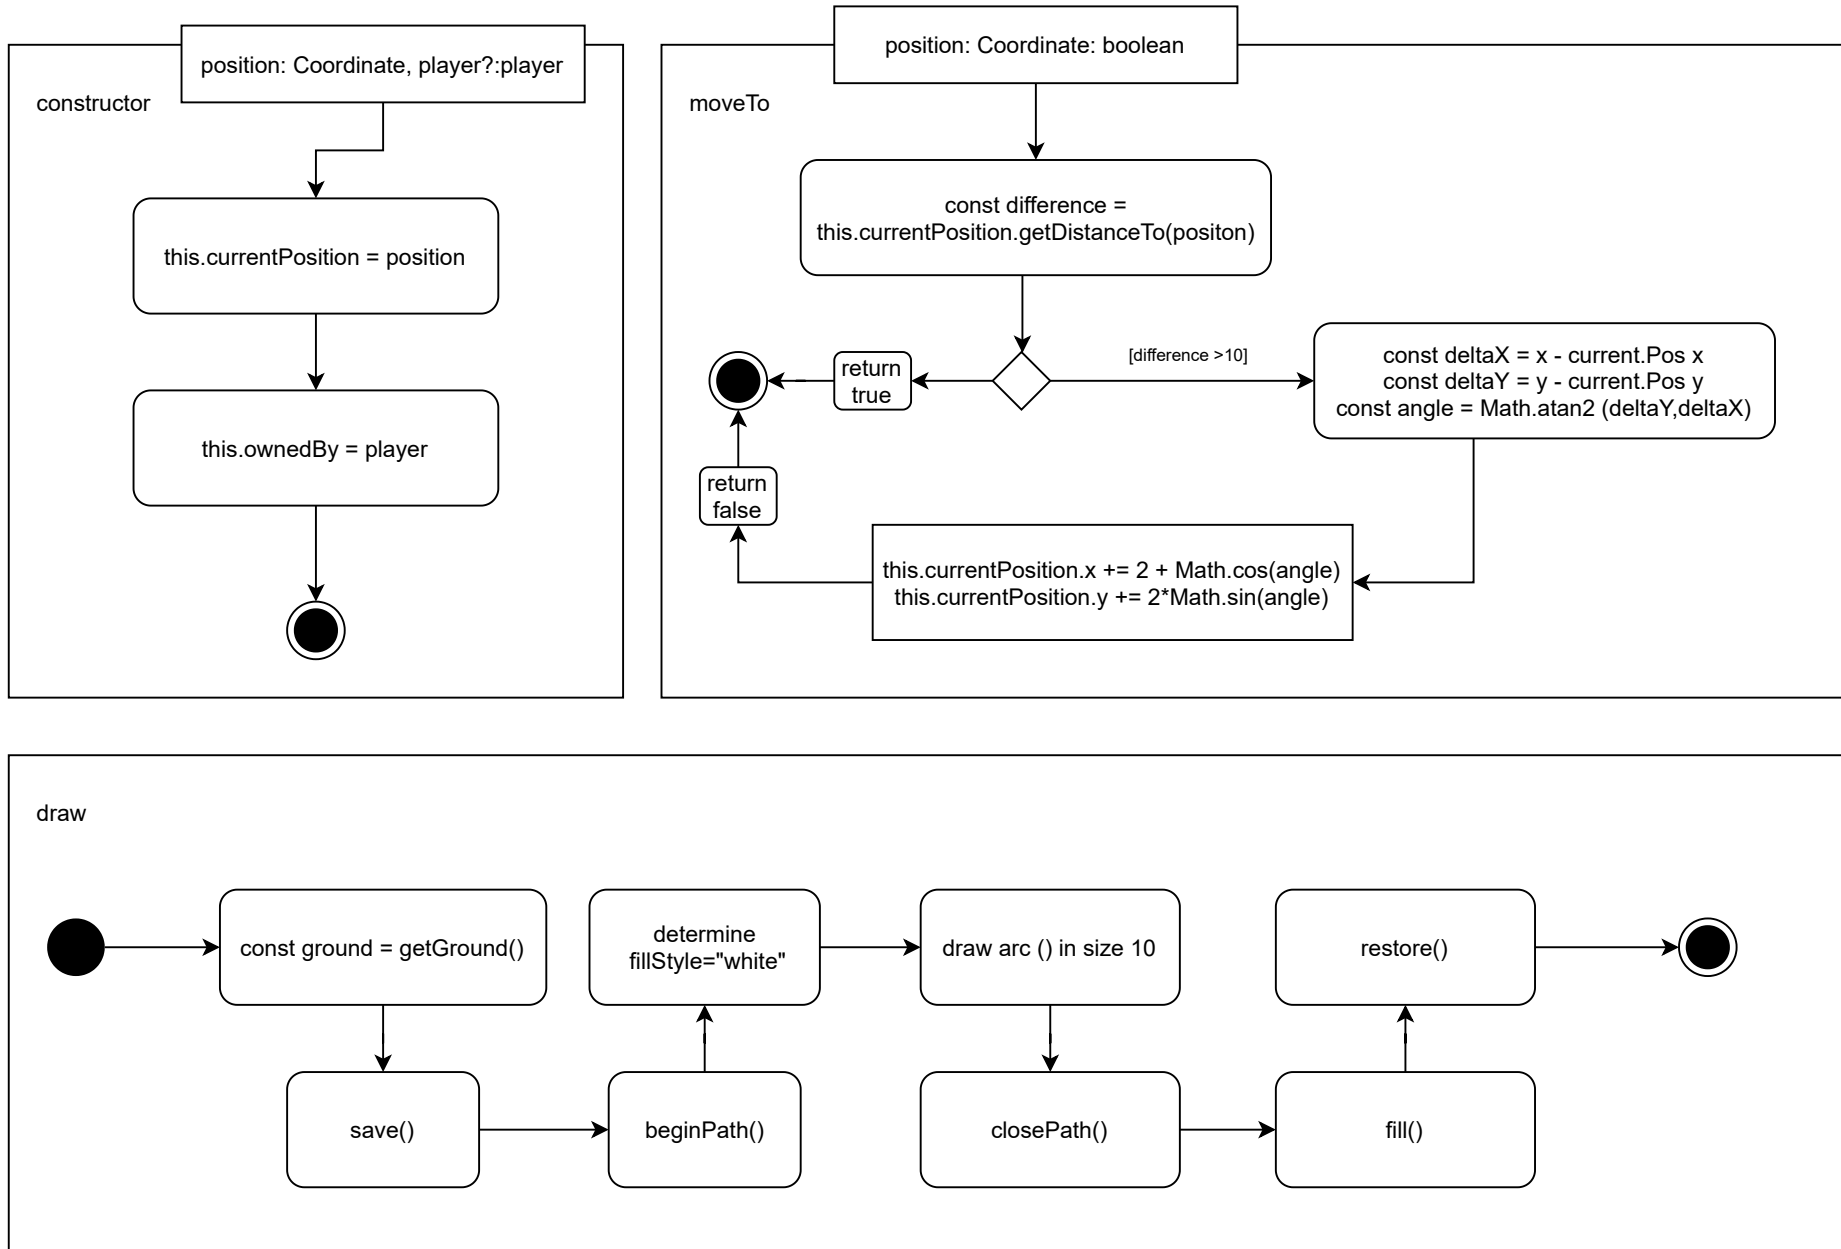 position: Coordinate, player?:player
constructor
this.currentPosition = position
this.ownedBy = player
position: Coordinate: boolean
moveTo
const difference =
this.currentPosition.getDistanceTo(positon)
[difference >10]
return
true
const deltaX = x - current.Pos x
const deltaY = y - current.Pos y
const angle = Math.atan2 (deltaY,deltaX)
return
false
this.currentPosition.x += 2 + Math.cos(angle)
this.currentPosition.y += 2*Math.sin(angle)
draw
const ground = getGround()
determine
fillStyle="white"
draw arc () in size 10
restore()
save()
beginPath()
closePath()
fill()